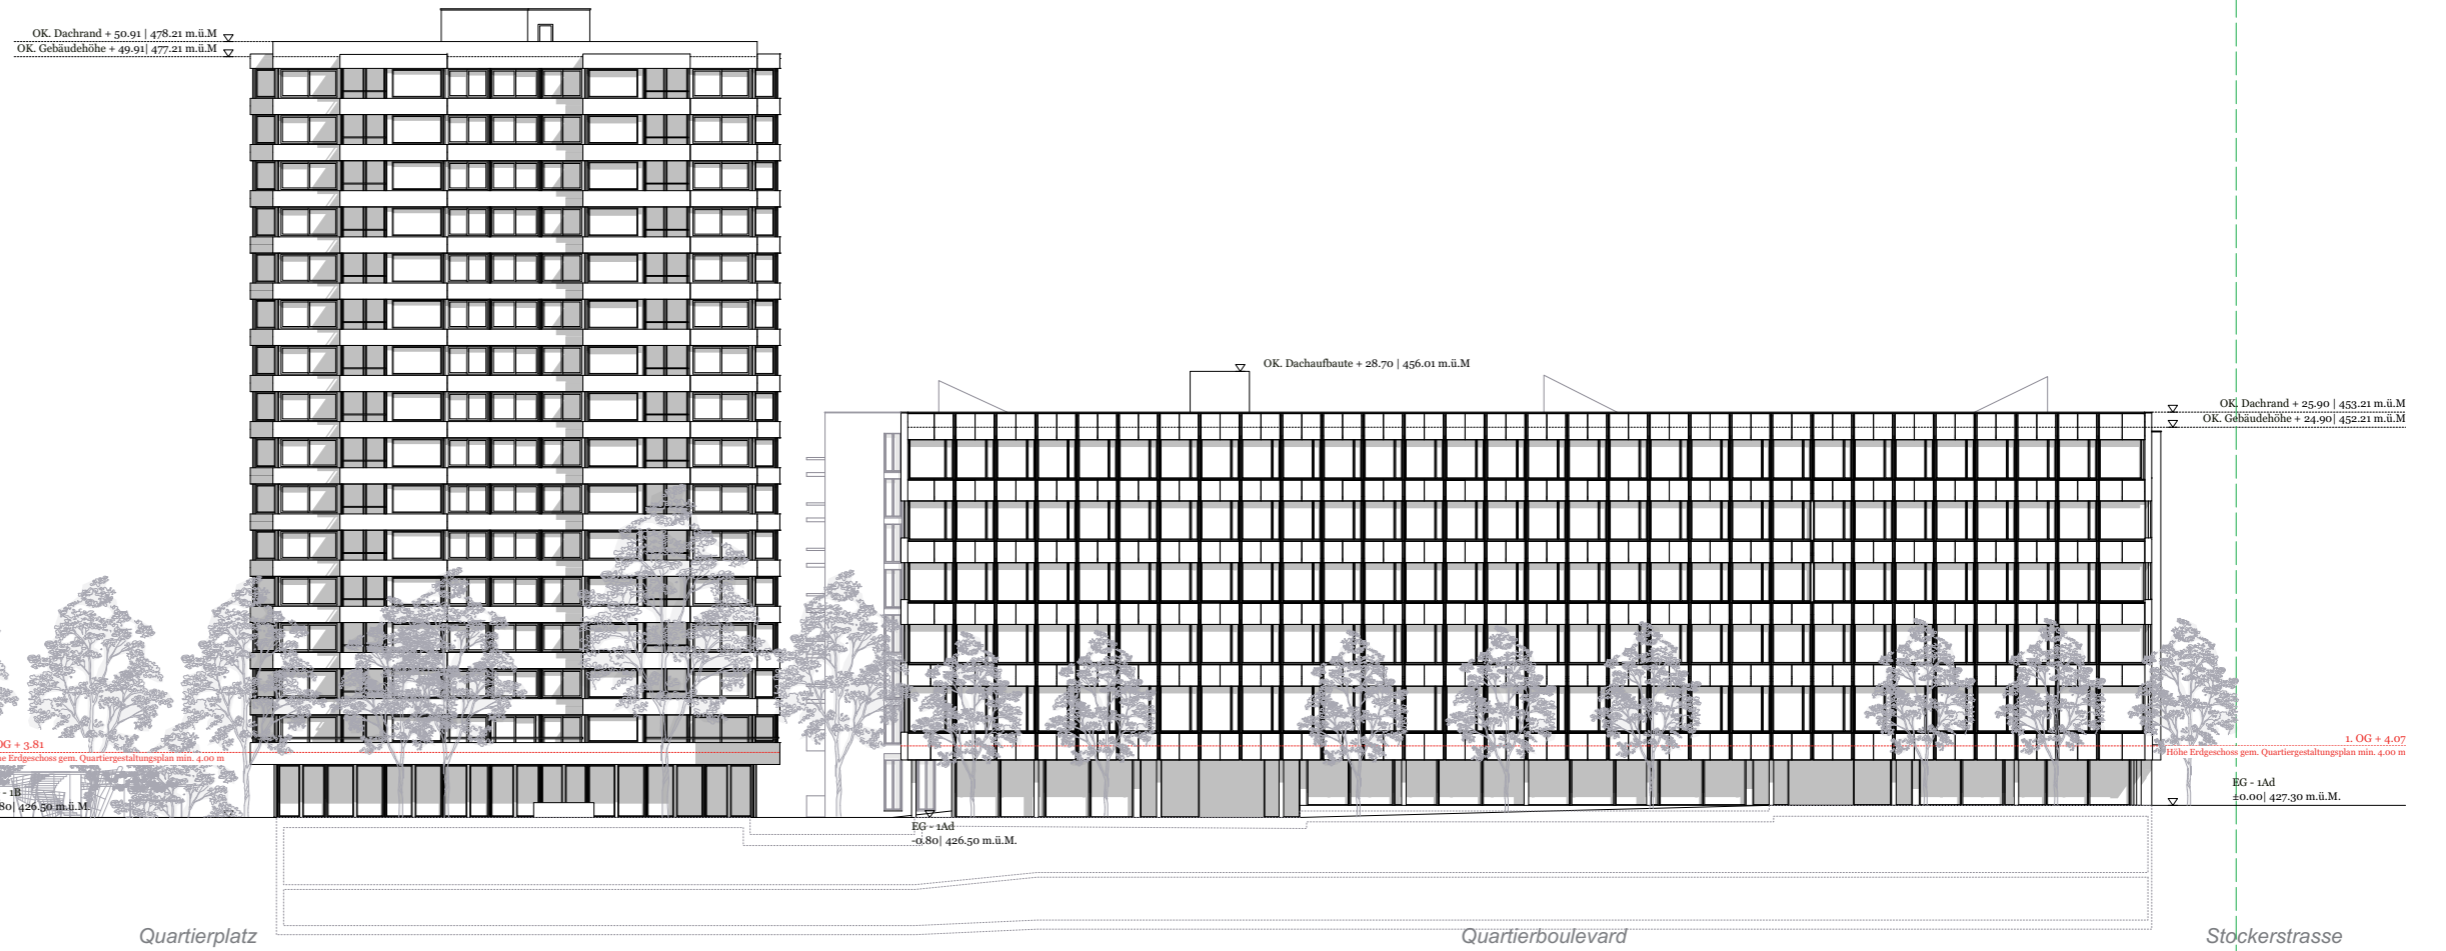 OK. Dachrand + 50.91 | 478.21 m.ü.M
OK. Gebäudehöhe + 49.91| 477.21 m.ü.M
OK. Dachaufbaute + 28.70 | 456.01 m.ü.M
OK. Dachrand + 25.90 | 453.21 m.ü.M
OK. Gebäudehöhe + 24.90| 452.21 m.ü.M
OG + 3.81
Erdgeschoss gem. Quartiergestaltungsplan min. 4.00 m
- 1B
80| 426.50 m.ü.M.
1. OG + 4.07
Höhe Erdgeschoss gem. Quartiergestaltungsplan min. 4.00 m
EG - 1Ad
±0.00| 427.30 m.ü.M.
EG - 1Ad
-0.80| 426.50 m.ü.M.
Quartierplatz
Quartierboulevard
Stockerstrasse